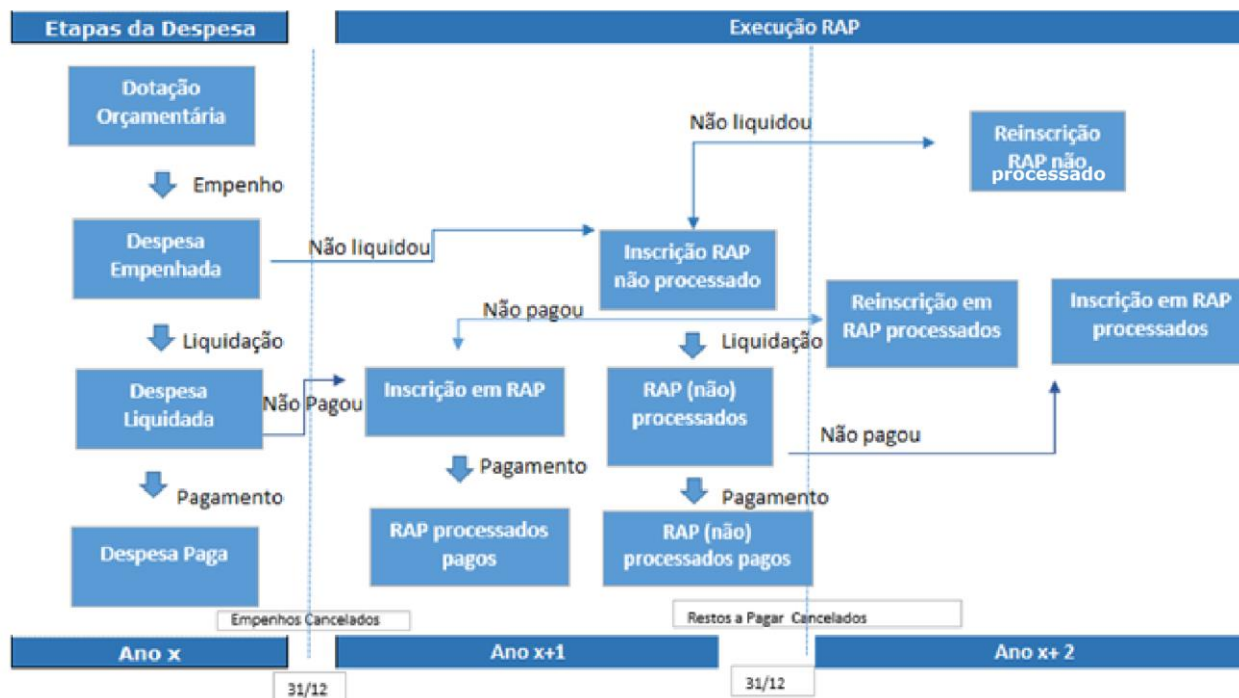 Etapas da Despesa
Execução RAP
Dotação
Orçamentária
Empenho
Despesa
Empenhada
Liquidação
Despesa
Liquidada
Pagamento
Despesa Paga
Não liquidou
Não Pagou
Não liquidou
Reinscrição
RAP não
processado
Inscrição RAP
não processado
Não pagou
Reinscrição em
RAP processados
Inscrição em RAP
processados
Liquidação
Inscrição em RAP
RAP (não)
processados
Não pagou
Pagamento
Pagamento
RAP processados
pagos
RAP (não)
processados pagos
Empenhos Cancelados
Restos a Pagar Cancelados
Ano x
Ano x+1
Ano x+ 2
31/12
31/12